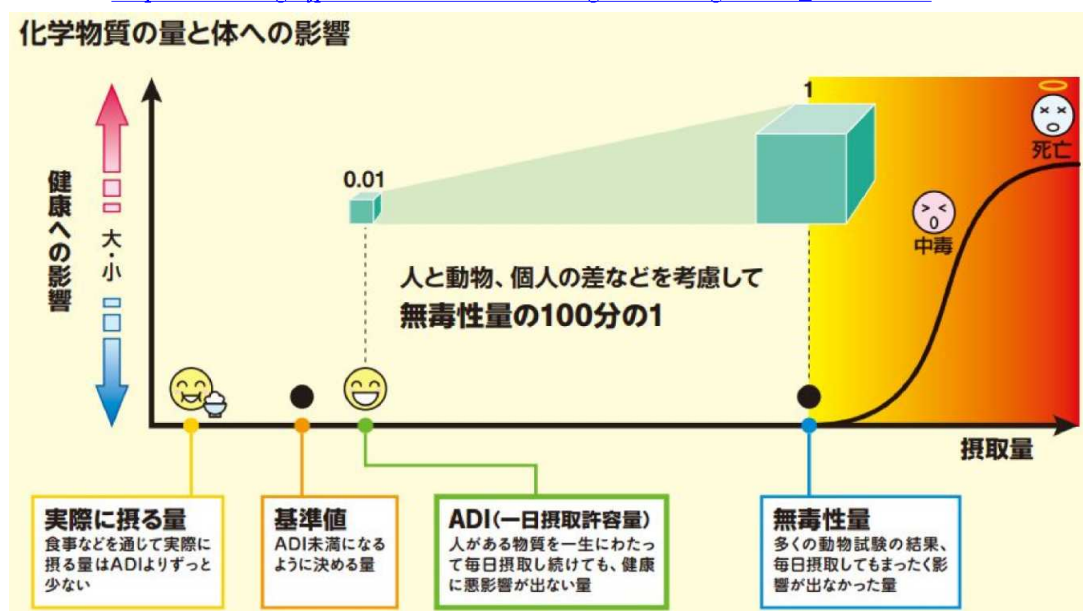 化学物質の量と体への影響
健康への影響
大・小
0.01
1
人と動物、個人の差などを考慮して
無毒性量の100分の1
死亡
中毒
摂取量
実際に摂る量
食事などを通じて実際に
摂る量はADIよりずっと
少ない
基準値
ADI未満になる
ように決める量
ADI(一日摂取許容量)
人がある物質を一生にわたっ
て毎日摂取し続けても、健康
に悪影響が出ない量
無毒性量
多くの動物試験の結果、
毎日摂取してもまったく影
響が出なかった量